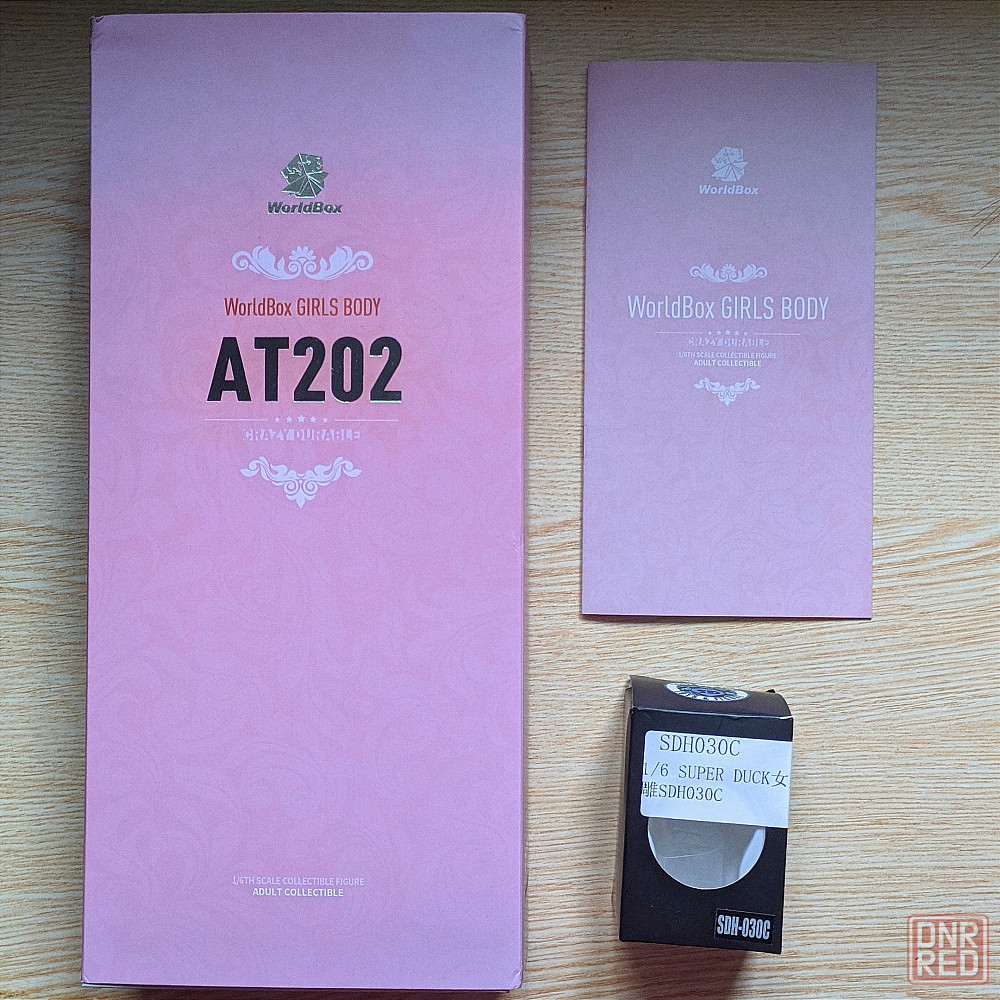 WorldBox
WorldBox GIRLS BODY
AT202
CRAZY DURABLE
1/6TH SCALE COLLECTIBLE FIGURE
ADULT COLLECTIBLE
WorldBox
WorldBox GIRLS BODY
CRAZY DURABLE
1/6TH SCALE COLLECTIBLE FIGURE
ADULT COLLECTIBLE
SDH030C
1/6 SUPER DUCK女
雕SDH030C
SDH-030C
DNR
RED